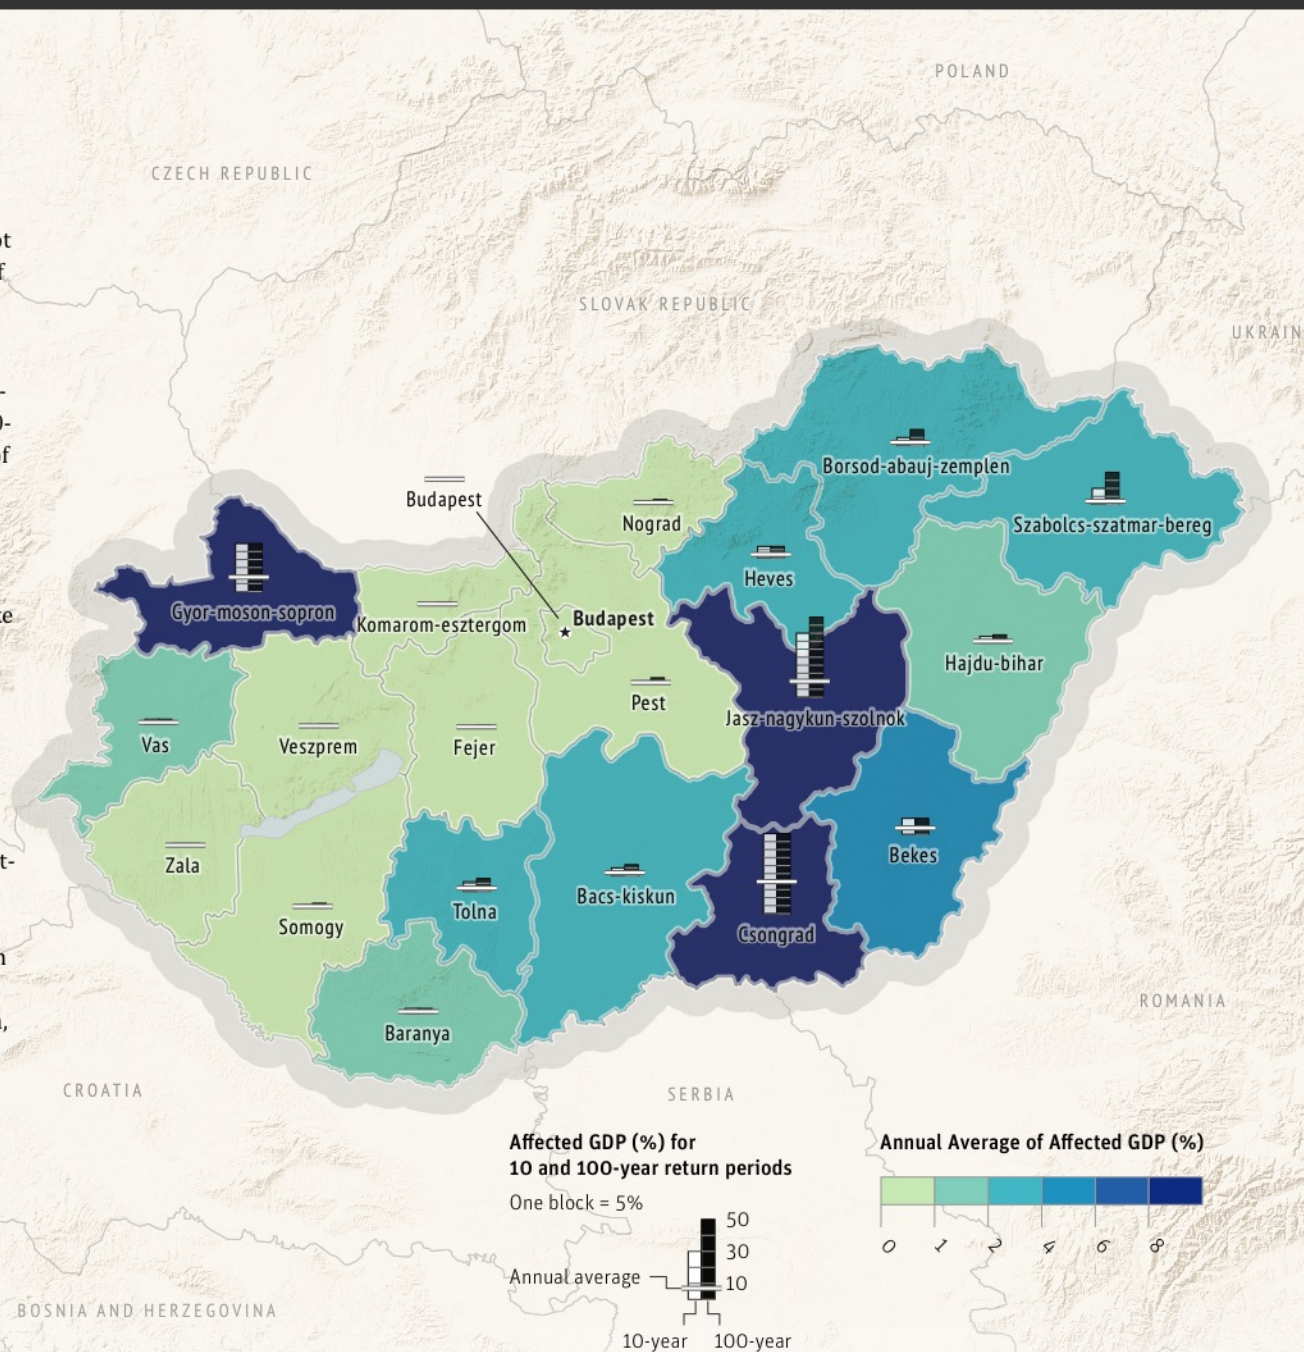 POLAND
CZECH REPUBLIC
SLOVAK REPUBLIC
UKRAIN
Borsod-abauj-zemplen
Budapest
Nograd
Szabolcs-szatmar-bereg
Heves
Gyor-moson-sopron
Komarom-esztergom
Budapest
Hajdu-bihar
Pest
Jasz-nagykun-szolnok
Vas
Veszprem
Fejer
Bekes
Zala
Bacs-kiskun
Tolna
Somogy
Csongrad
ROMANIA
Baranya
CROATIA
SERBIA
Affected GDP (%) for
10 and 100-year return periods
One block = 5%
50
30
Annual average
10
10-year 100-year
Annual Average of Affected GDP (%)
0 1 2 4 6 8
BOSNIA AND HERZEGOVINA